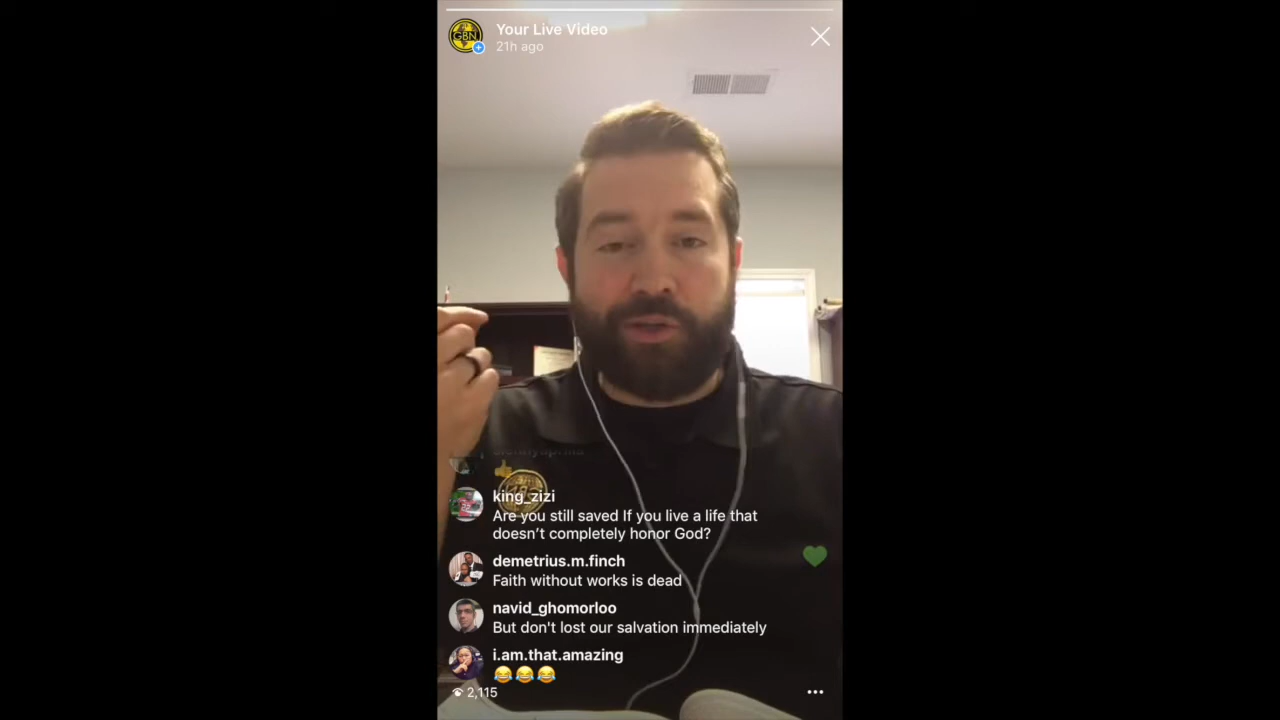 GBN
Your Live Video
21h ago
king_zizi
Are you still saved If you live a life that
doesn’t completely honor God?
demetrius.m.finch
Faith without works is dead
navid_ghomorloo
But don't lost our salvation immediately
i.am.that.amazing
😂😂😂
2,115